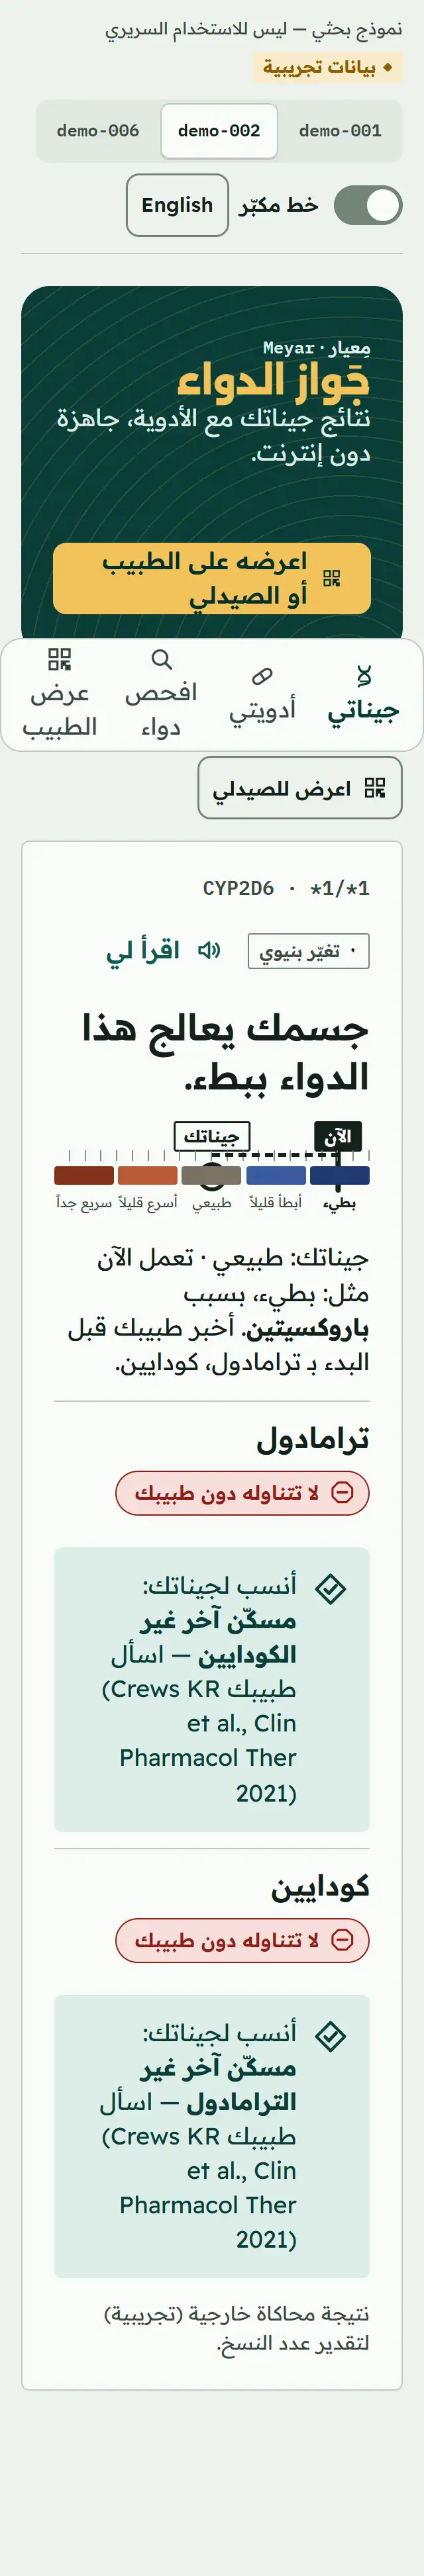 نموذج بحثي — ليس للاستخدام السريري
◆ بيانات تجريبية
demo-001
demo-002
demo-006
خط مكبّر
English
مِعيار · Meyar
جَواز الدواء
نتائج جيناتك مع الأدوية، جاهزة
دون إنترنت.
اعرضه على الطبيب
أو الصيدلي
جيناتي
أدويتي
افحص
دواء
عرض
الطبيب
اعرض للصيدلي
CYP2D6 · *1/*1
· تغيّر بنيوي
اقرأ لي
جسمك يعالج هذا
الدواء ببطء.
الآن
جيناتك
بطيء
أبطأ قليلاً
طبيعي
أسرع قليلاً
سريع جداً
جيناتك: طبيعي · تعمل الآن
مثل: بطيء، بسبب
باروكسيتين. أخبر طبيبك قبل
البدء بـ ترامادول، كودايين.
ترامادول
لا تتناوله دون طبيبك
أنسب لجيناتك:
مسكّن آخر غير
الكودايين — اسأل
طبيبك (Crews KR
et al., Clin
Pharmacol Ther
2021)
كودايين
لا تتناوله دون طبيبك
أنسب لجيناتك:
مسكّن آخر غير
الترامادول — اسأل
طبيبك (Crews KR
et al., Clin
Pharmacol Ther
2021)
نتيجة محاكاة خارجية (تجريبية)
لتقدير عدد النسخ.